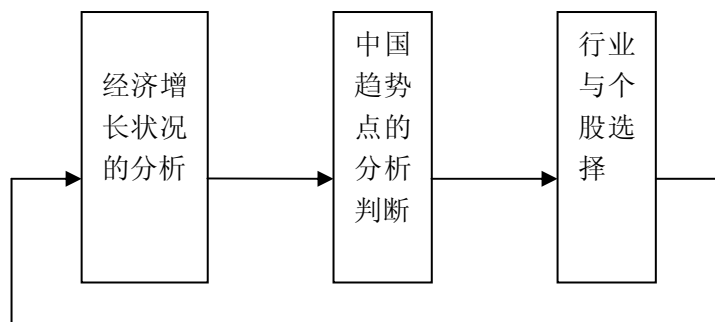 经济增
长状况
的分析
中国
趋势
点的
分析
判断
行业
与个
股选
择